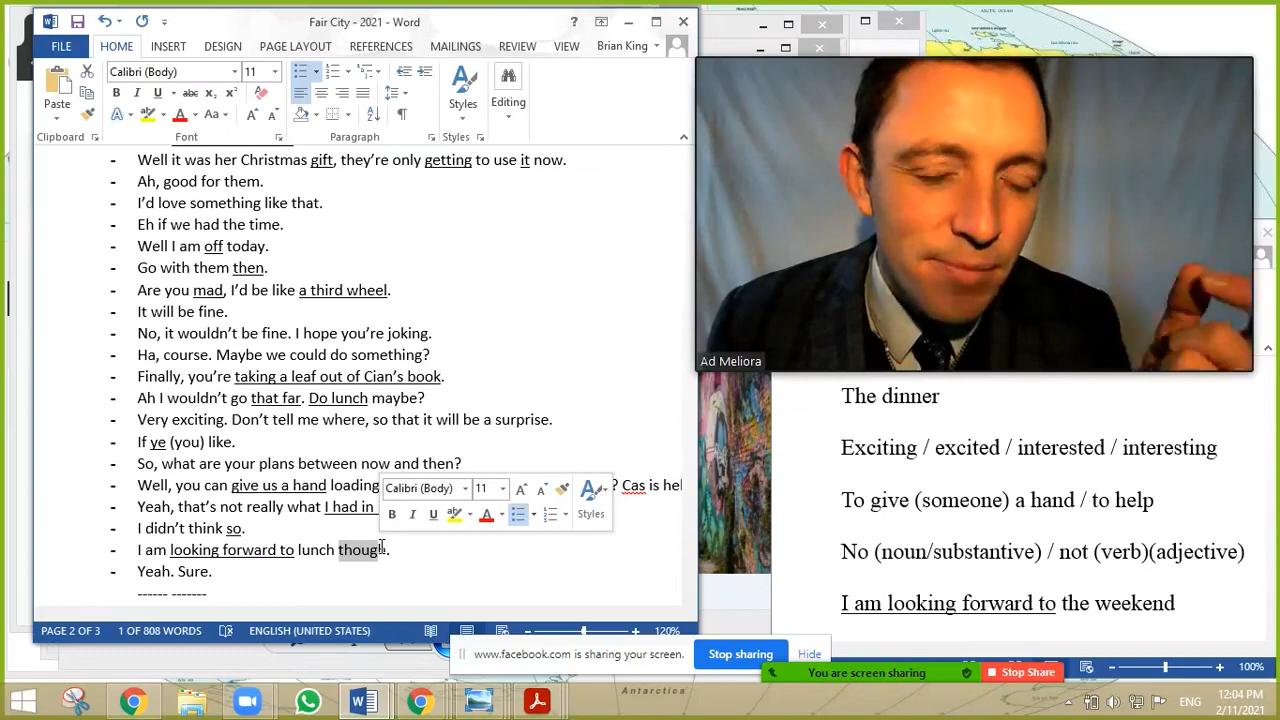 Fair City - 2021 - Word
FILE HOME INSERT DESIGN PAGE LAYOUT REFERENCES MAILINGS REVIEW VIEW Brian King
Calibri (Body) 11
Paste
Styles
Editing
Clipboard Font Paragraph Styles
- Well it was her Christmas gift, they’re only getting to use it now.
- Ah, good for them.
- I’d love something like that.
- Eh if we had the time.
- Well I am off today.
- Go with them then.
- Are you mad, I’d be like a third wheel.
- It will be fine.
- No, it wouldn’t be fine. I hope you’re joking.
- Ha, course. Maybe we could do something?
- Finally, you’re taking a leaf out of Cian’s book.
- Ah I wouldn’t go that far. Do lunch maybe?
- Very exciting. Don’t tell me where, so that it will be a surprise.
- If ye (you) like.
- So, what are your plans between now and then?
- Well, you can give us a hand loading ? Cas is hel
- Yeah, that’s not really what I had in
- I didn’t think so.
- I am looking forward to lunch though.
- Yeah. Sure.
------ -------
Calibri (Body) 11
Styles
PAGE 2 OF 3 1 OF 808 WORDS ENGLISH (UNITED STATES) 120%
Ad Meliora
The dinner
Exciting / excited / interested / interesting
To give (someone) a hand / to help
No (noun/substantive) / not (verb)(adjective)
I am looking forward to the weekend
www.facebook.com is sharing your screen. Stop sharing Hide
You are screen sharing Stop Share
100%
Antarctica
ENG
12:04 PM
2/11/2021